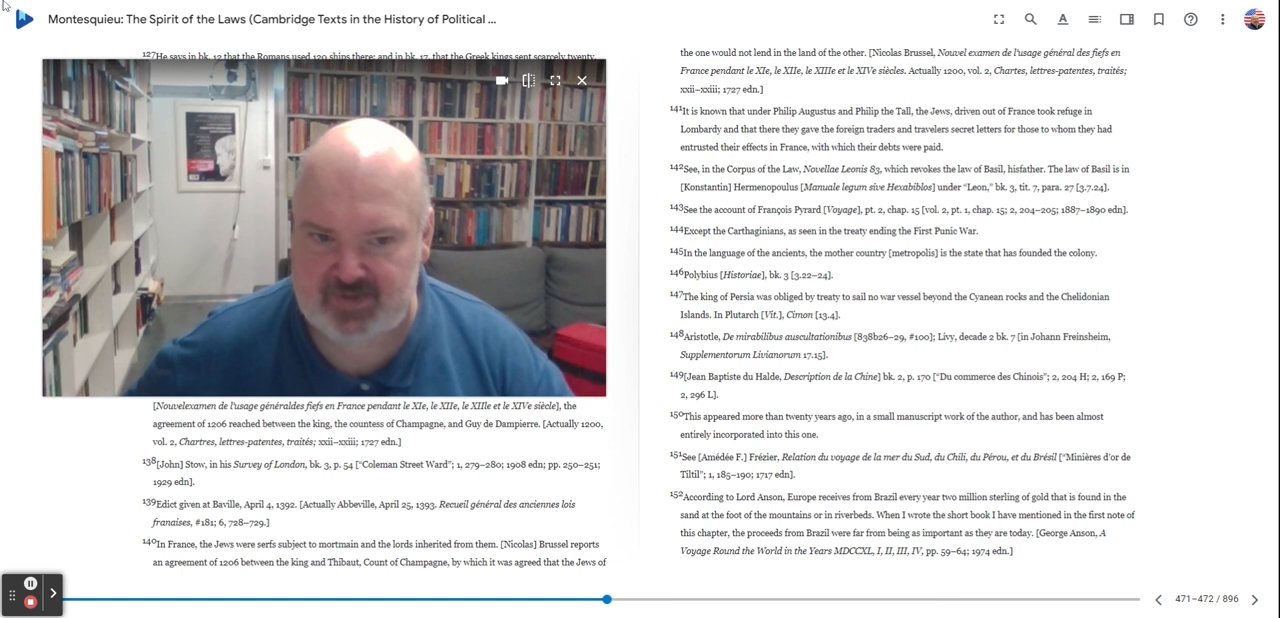 Montesquieu: The Spirit of the Laws (Cambridge Texts in the History of Political ...
127He says in bk. 12 that the Romans used 120 ships there; and in bk. 17, that the Greek kings sent scarcely twenty.
[Nouvelexamen de l'usage généraldes fiefs en France pendant le XIe, le XIIe, le XIIIe et le XIVe siècle], the
agreement of 1206 reached between the king, the countess of Champagne, and Guy de Dampierre. [Actually 1200,
vol. 2, Chartres, lettres-patentes, traités; xxii–xxiii; 1727 edn.]
138[John] Stow, in his Survey of London, bk. 3, p. 54 ["Coleman Street Ward"; 1, 279–280; 1908 edn; pp. 250–251;
1929 edn].
139Edict given at Baville, April 4, 1392. [Actually Abbeville, April 25, 1393. Recueil général des anciennes lois
franaises, #181; 6, 728–729.]
140In France, the Jews were serfs subject to mortmain and the lords inherited from them. [Nicolas] Brussel reports
an agreement of 1206 between the king and Thibaut, Count of Champagne, by which it was agreed that the Jews of
the one would not lend in the land of the other. [Nicolas Brussel, Nouvel examen de l'usage général des fiefs en
France pendant le XIe, le XIIe, le XIIIe et le XIVe siècles. Actually 1200, vol. 2, Chartes, lettres-patentes, traités;
xxii–xxiii; 1727 edn.]
141It is known that under Philip Augustus and Philip the Tall, the Jews, driven out of France took refuge in
Lombardy and that there they gave the foreign traders and travelers secret letters for those to whom they had
entrusted their effects in France, with which their debts were paid.
142See, in the Corpus of the Law, Novellae Leonis 83, which revokes the law of Basil, hisfather. The law of Basil is in
[Konstantin] Hermenopoulus [Manuale legum sive Hexabiblos] under "Leon," bk. 3, tit. 7, para. 27 [3.7.24].
143See the account of François Pyrard [Voyage], pt. 2, chap. 15 [vol. 2, pt. 1, chap. 15; 2, 204–205; 1887–1890 edn].
144Except the Carthaginians, as seen in the treaty ending the First Punic War.
145In the language of the ancients, the mother country [metropolis] is the state that has founded the colony.
146Polybius [Historiae], bk. 3 [3.22–24].
147The king of Persia was obliged by treaty to sail no war vessel beyond the Cyanean rocks and the Chelidonian
Islands. In Plutarch [Vit.], Cimon [13.4].
148Aristotle, De mirabilibus auscultationibus [838b26–29, #100]; Livy, decade 2 bk. 7 [in Johann Freinsheim,
Supplementorum Livianorum 17.15].
149[Jean Baptiste du Halde, Description de la Chine] bk. 2, p. 170 ["Du commerce des Chinois"; 2, 204 H; 2, 169 P;
2, 296 L].
150This appeared more than twenty years ago, in a small manuscript work of the author, and has been almost
entirely incorporated into this one.
151See [Amédée F.] Frézier, Relation du voyage de la mer du Sud, du Chili, du Pérou, et du Brésil ["Minières d'or de
Tiltil"; 1, 185–190; 1717 edn].
152According to Lord Anson, Europe receives from Brazil every year two million sterling of gold that is found in the
sand at the foot of the mountains or in riverbeds. When I wrote the short book I have mentioned in the first note of
this chapter, the proceeds from Brazil were far from being as important as they are today. [George Anson, A
Voyage Round the World in the Years MDCCXL, I, II, III, IV, pp. 59–64; 1974 edn.]
471–472 / 896